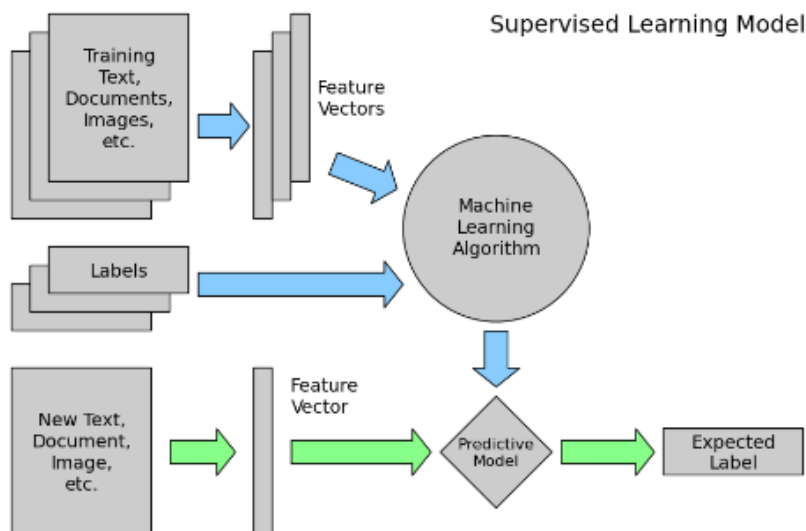 Supervised Learning Model
Training
Text,
Documents,
Images,
etc.
Feature
Vectors
Machine
Learning
Algorithm
Labels
New Text,
Document,
Image,
etc.
Feature
Vector
Predictive
Model
Expected
Label